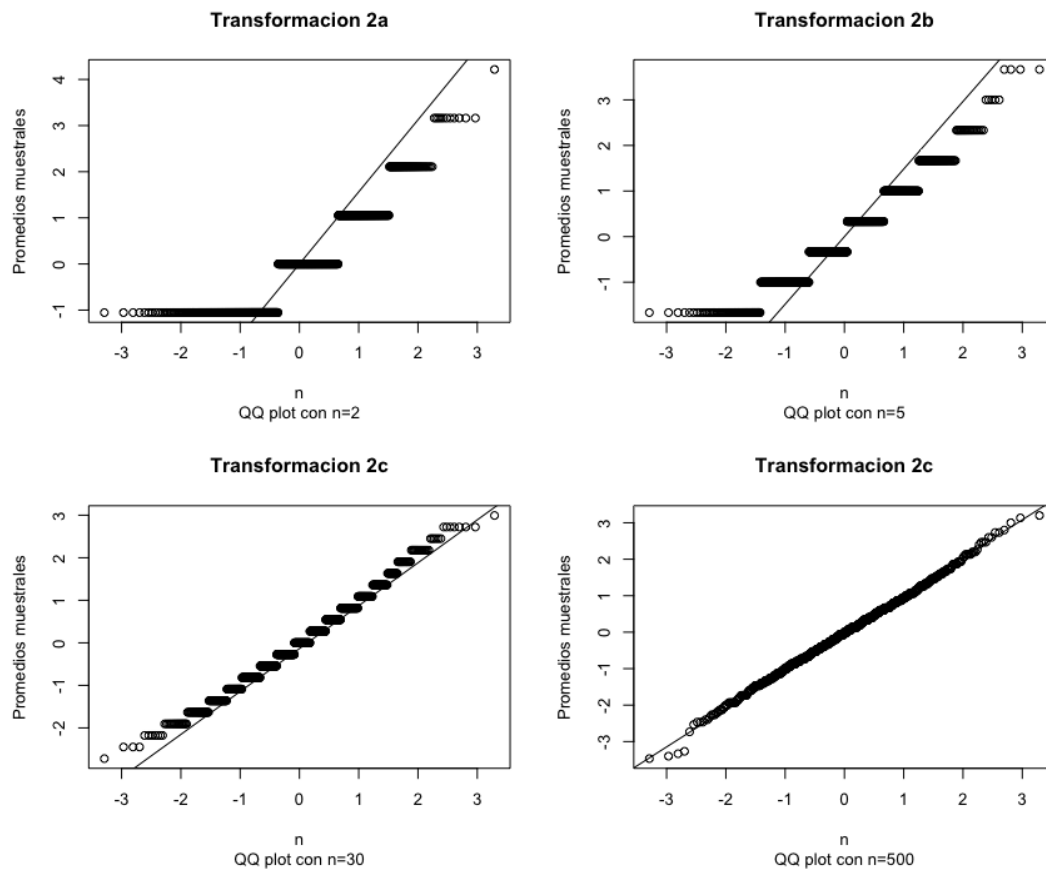 Transformacion 2a
Promedios muestrales
4
3
2
1
0
-1
-3 -2 -1 0 1 2 3
n
QQ plot con n=2
Transformacion 2b
Promedios muestrales
3
2
1
0
-1
-3 -2 -1 0 1 2 3
n
QQ plot con n=5
Transformacion 2c
Promedios muestrales
3
2
1
0
-1
-2
-3 -2 -1 0 1 2 3
n
QQ plot con n=30
Transformacion 2c
Promedios muestrales
3
2
1
0
-1
-2
-3
-3 -2 -1 0 1 2 3
n
QQ plot con n=500